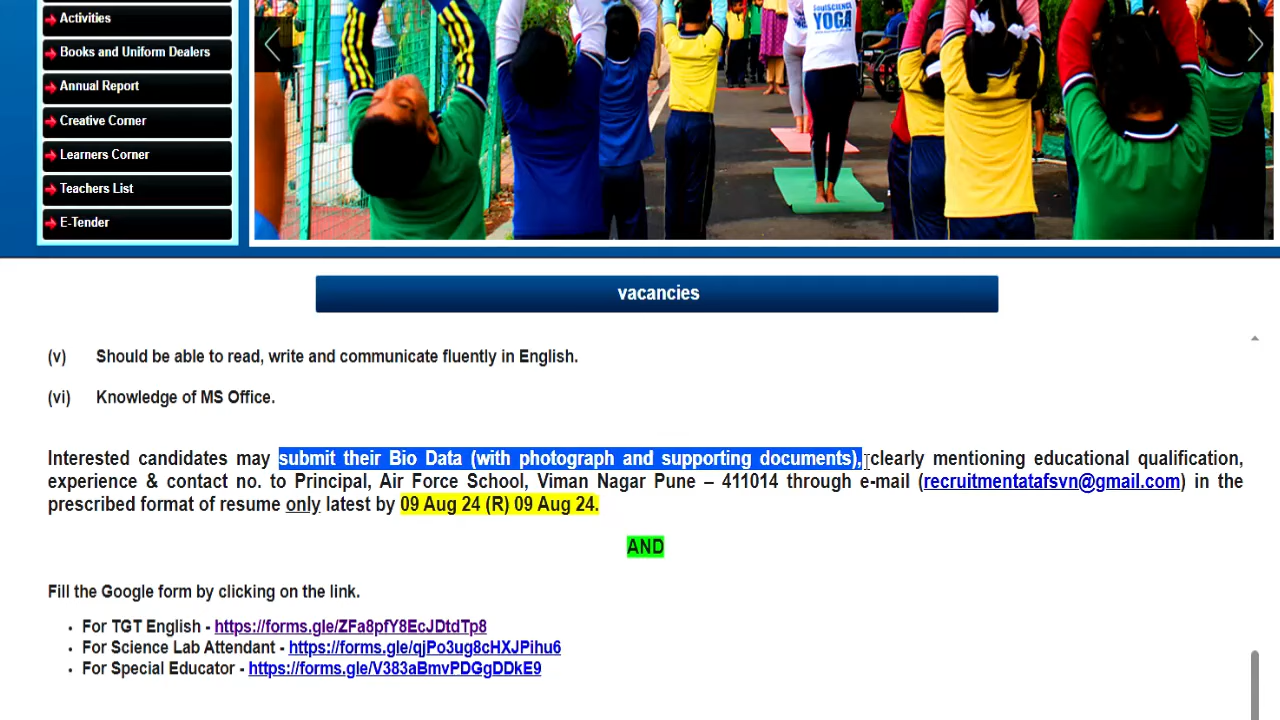 Activities
Books and Uniform Dealers
Annual Report
Creative Corner
Learners Corner
Teachers List
E-Tender
YOGA
vacancies
(v) Should be able to read, write and communicate fluently in English.
(vi) Knowledge of MS Office.
Interested candidates may submit their Bio Data (with photograph and supporting documents), clearly mentioning educational qualification,
experience & contact no. to Principal, Air Force School, Viman Nagar Pune – 411014 through e-mail (recruitmentatafsvn@gmail.com) in the
prescribed format of resume only latest by 09 Aug 24 (R) 09 Aug 24.
AND
Fill the Google form by clicking on the link.
• For TGT English - https://forms.gle/ZFa8pfY8EcJDtdTp8
• For Science Lab Attendant - https://forms.gle/qjPo3ug8cHXJPihu6
• For Special Educator - https://forms.gle/V383aBmvPDGgDDkE9